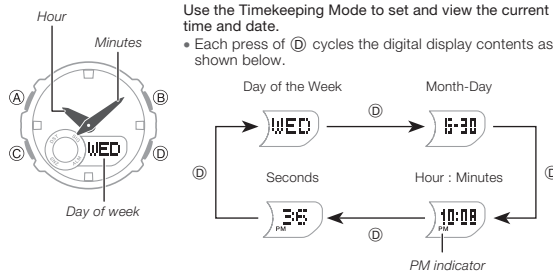 Hour
Minutes
A
B
C
D
WED
Day of week
Use the Timekeeping Mode to set and view the current
time and date.
• Each press of D cycles the digital display contents as
shown below.
Day of the Week
Month-Day
WED
D
6-30
D
D
Seconds
Hour : Minutes
36
PM
D
10:08
PM
PM indicator